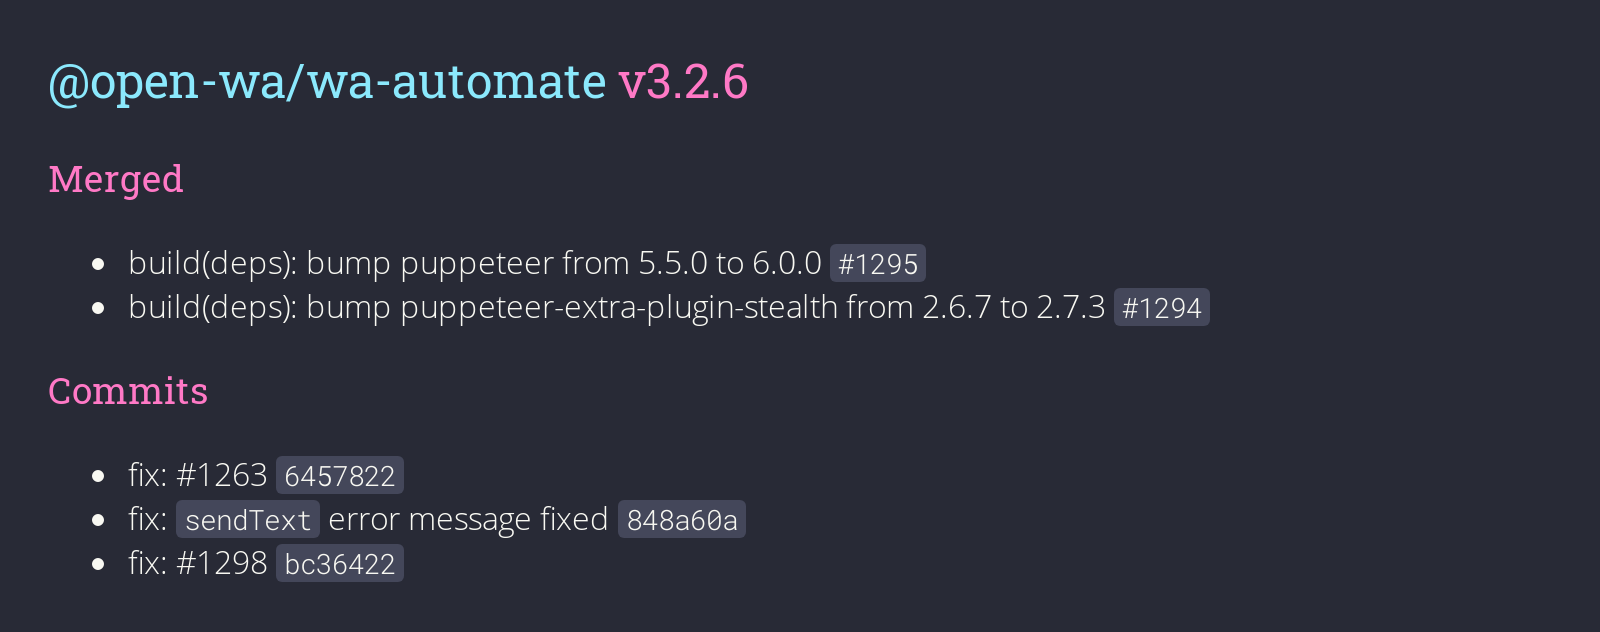 @open-wa/wa-automate v3.2.6
Merged
build(deps): bump puppeteer from 5.5.0 to 6.0.0 #1295
build(deps): bump puppeteer-extra-plugin-stealth from 2.6.7 to 2.7.3 #1294
Commits
fix: #1263 6457822
fix: sendText error message fixed 848a60a
fix: #1298 bc36422